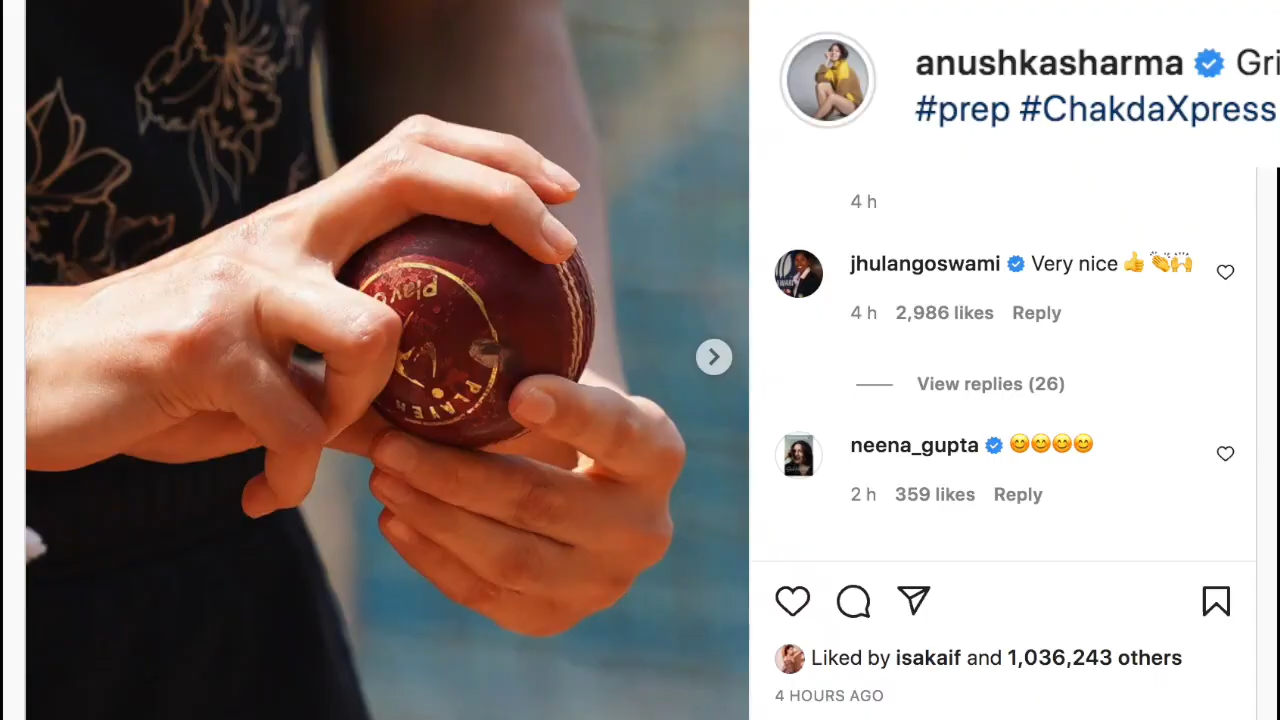 anushkasharma Gri
#prep #ChakdaXpress
4 h
jhulangoswami Very nice 👍 👏🙌
4 h 2,986 likes Reply
View replies (26)
neena_gupta 😊😊😊😊
2 h 359 likes Reply
Liked by isakaif and 1,036,243 others
4 HOURS AGO
PLAYER